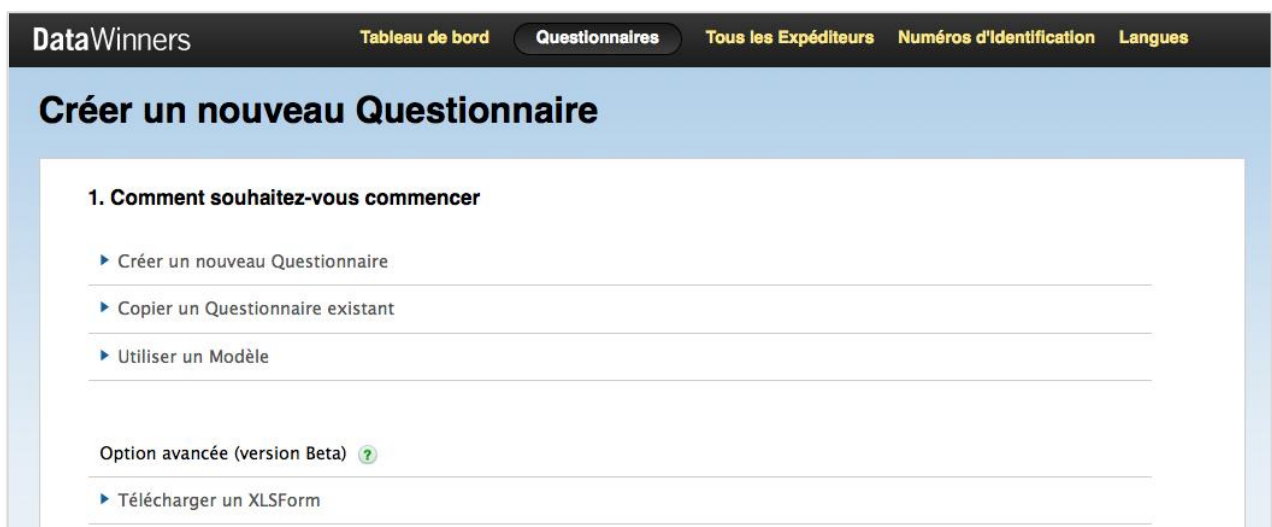 DataWinners Tableau de bord Questionnaires Tous les Expéditeurs Numéros d'Identification Langues
Créer un nouveau Questionnaire
1. Comment souhaitez-vous commencer
Créer un nouveau Questionnaire
Copier un Questionnaire existant
Utiliser un Modèle
Option avancée (version Beta) ?
Télécharger un XLSForm